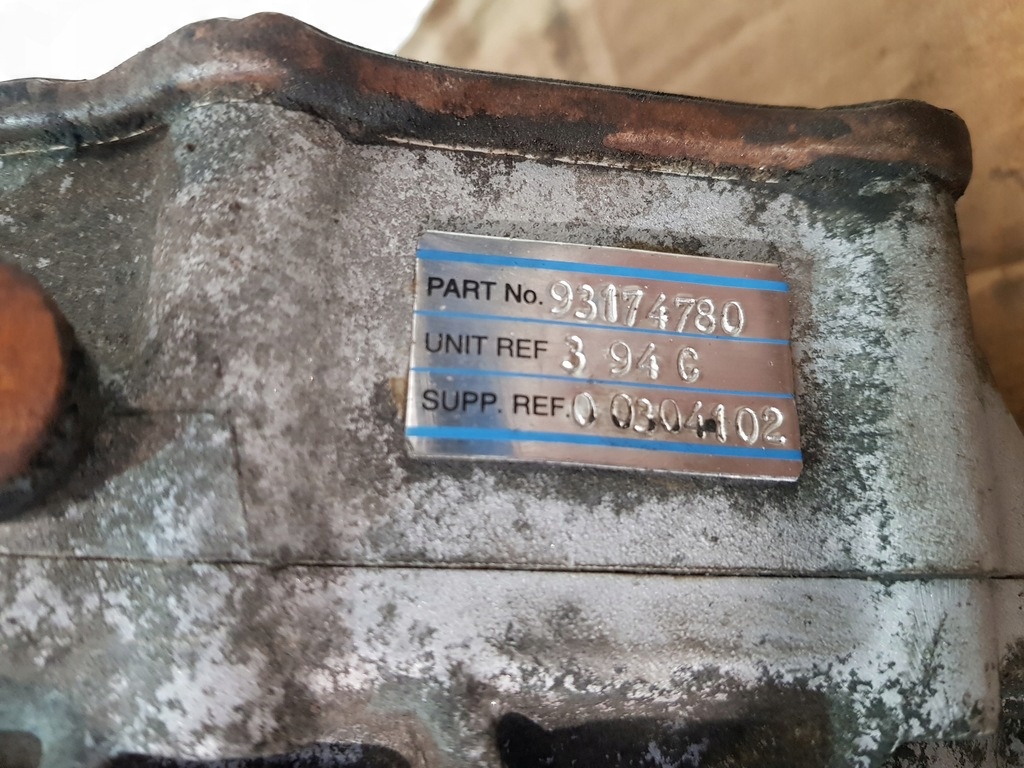 PART No. 93174780
UNIT REF 3 94 C
SUPP. REF. 0 0304102